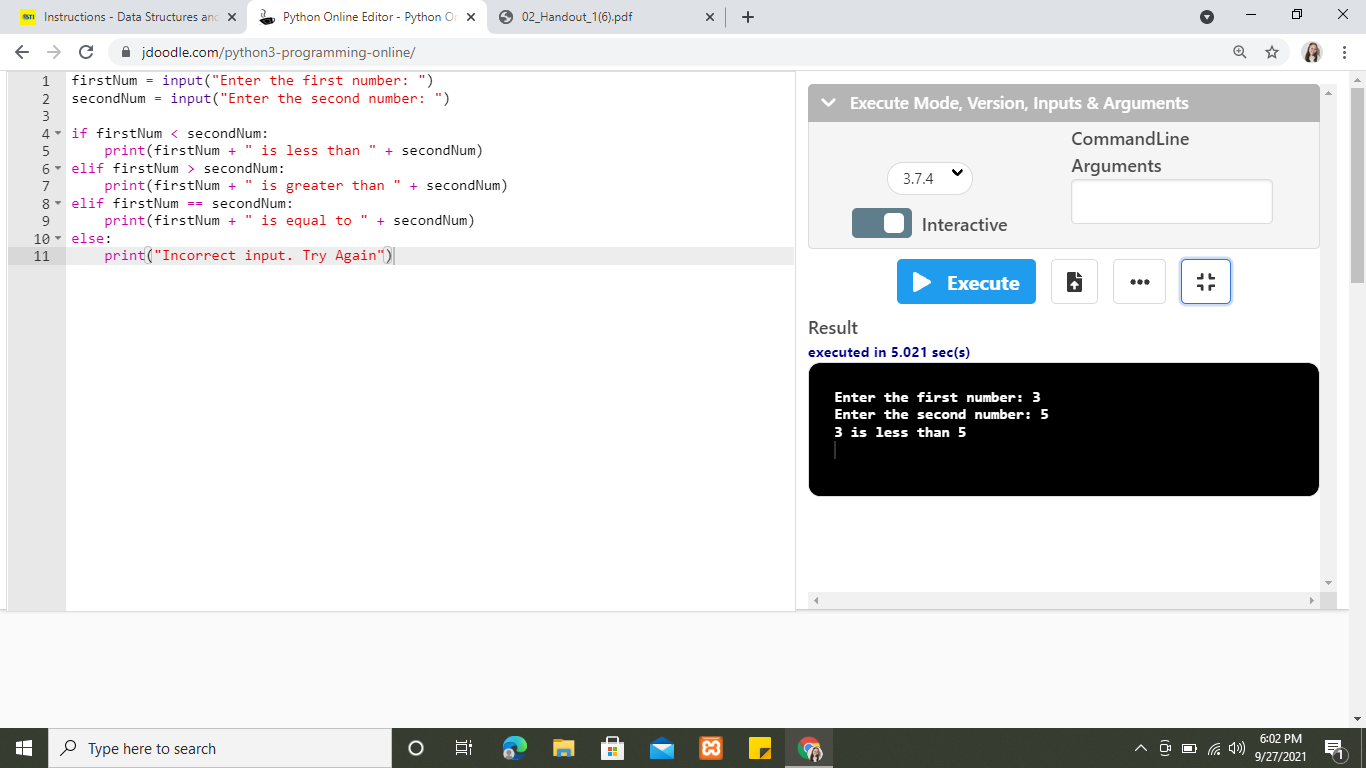 Instructions - Data Structures and
Python Online Editor - Python O
02_Handout_1(6).pdf
jdoodle.com/python3-programming-online/
1 firstNum = input("Enter the first number: ")
2 secondNum = input("Enter the second number: ")
3
4 if firstNum < secondNum:
5 print(firstNum + " is less than " + secondNum)
6 elif firstNum > secondNum:
7 print(firstNum + " is greater than " + secondNum)
8 elif firstNum == secondNum:
9 print(firstNum + " is equal to " + secondNum)
10 else:
11 print("Incorrect input. Try Again")
Execute Mode, Version, Inputs & Arguments
CommandLine
Arguments
3.7.4
Interactive
Execute
Result
executed in 5.021 sec(s)
Enter the first number: 3
Enter the second number: 5
3 is less than 5
Type here to search
6:02 PM
9/27/2021
1